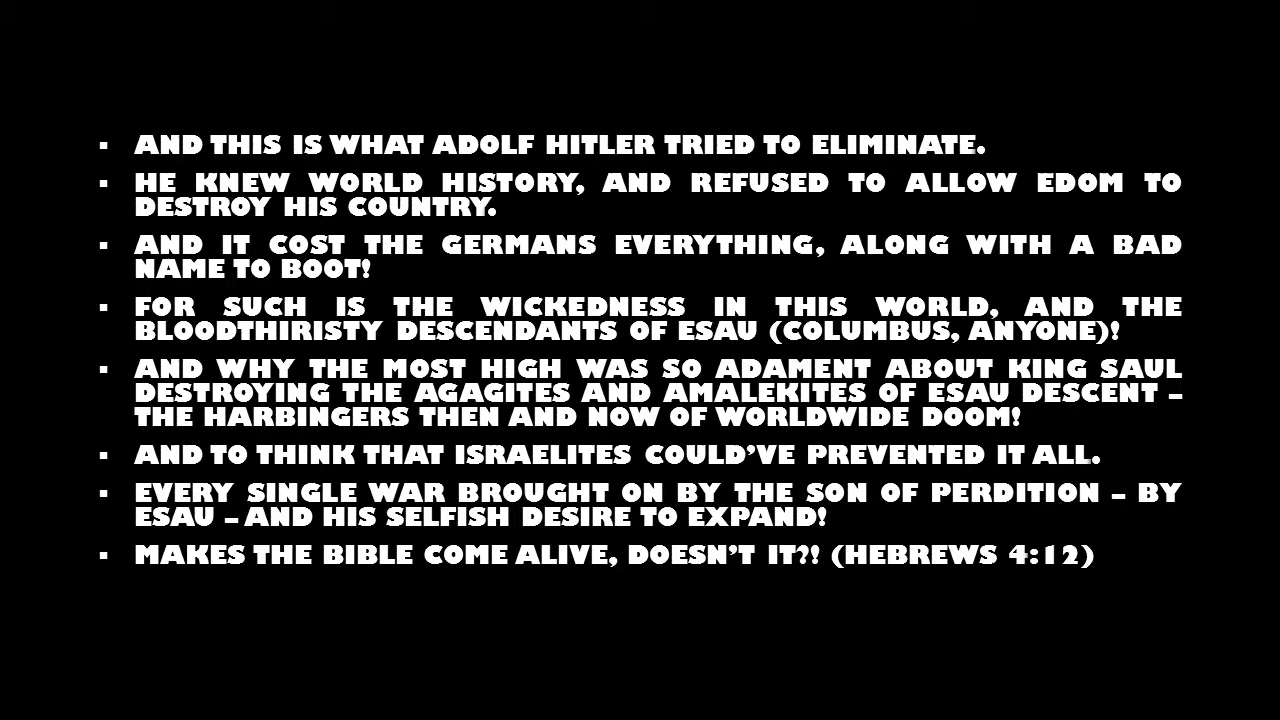 ▪ AND THIS IS WHAT ADOLF HITLER TRIED TO ELIMINATE.
▪ HE KNEW WORLD HISTORY, AND REFUSED TO ALLOW EDOM TO
DESTROY HIS COUNTRY.
▪ AND IT COST THE GERMANS EVERYTHING, ALONG WITH A BAD
NAME TO BOOT!
▪ FOR SUCH IS THE WICKEDNESS IN THIS WORLD, AND THE
BLOODTHIRISTY DESCENDANTS OF ESAU (COLUMBUS, ANYONE)!
▪ AND WHY THE MOST HIGH WAS SO ADAMENT ABOUT KING SAUL
DESTROYING THE AGAGITES AND AMALEKITES OF ESAU DESCENT –
THE HARBINGERS THEN AND NOW OF WORLDWIDE DOOM!
▪ AND TO THINK THAT ISRAELITES COULD'VE PREVENTED IT ALL.
▪ EVERY SINGLE WAR BROUGHT ON BY THE SON OF PERDITION – BY
ESAU – AND HIS SELFISH DESIRE TO EXPAND!
▪ MAKES THE BIBLE COME ALIVE, DOESN'T IT?! (HEBREWS 4:12)